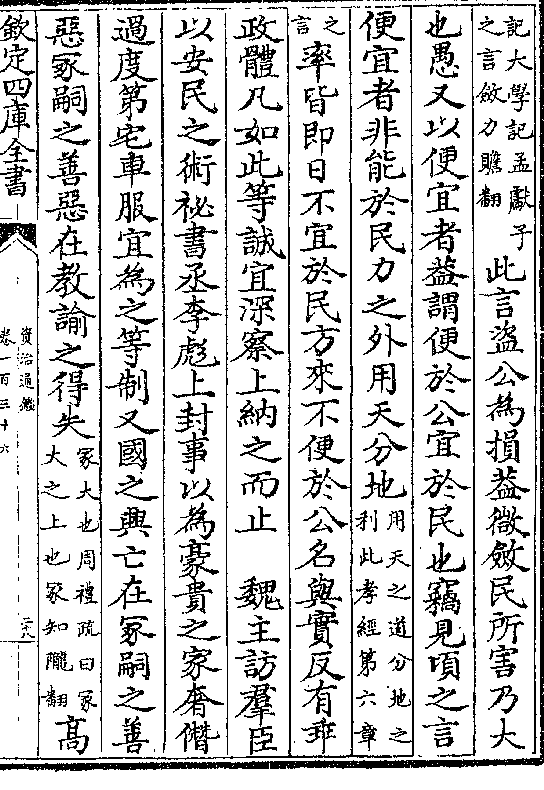 記大學記孟獻子
之言斂力贍翻
此言盜公為損葢微斂民所害乃大
也愚又以便宜者葢謂便於公宜於民也竊見頃之言
便宜者非能於民力之外用天分地
用天之道分地之
利此孝經第六章
之
言
率皆即日不宜於民方來不便於公名與實反有乖
政體凡如此等誠宜深察上納之而止　魏主訪羣臣
以安民之術祕書丞李彪上封事以為豪貴之家奢僭
過度第宅車服宜為之等制又國之興亡在冢嗣之善
惡冢嗣之善惡在教諭之得失
冢大也周禮疏曰冢
大之上也冢知隴翻
高
欽定四庫全書
資治通鑑
卷一百三十六